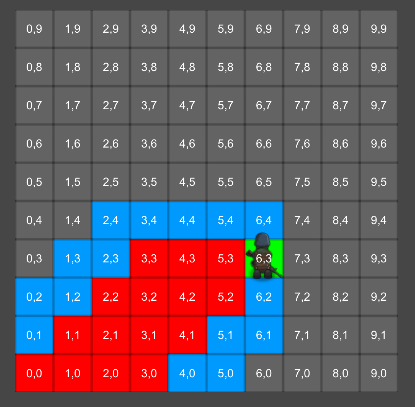 0,9 1,9 2,9 3,9 4,9 5,9 6,9 7,9 8,9 9,9
0,8 1,8 2,8 3,8 4,8 5,8 6,8 7,8 8,8 9,8
0,7 1,7 2,7 3,7 4,7 5,7 6,7 7,7 8,7 9,7
0,6 1,6 2,6 3,6 4,6 5,6 6,6 7,6 8,6 9,6
0,5 1,5 2,5 3,5 4,5 5,5 6,5 7,5 8,5 9,5
0,4 1,4 2,4 3,4 4,4 5,4 6,4 7,4 8,4 9,4
0,3 1,3 2,3 3,3 4,3 5,3 6,3 7,3 8,3 9,3
0,2 1,2 2,2 3,2 4,2 5,2 6,2 7,2 8,2 9,2
0,1 1,1 2,1 3,1 4,1 5,1 6,1 7,1 8,1 9,1
0,0 1,0 2,0 3,0 4,0 5,0 6,0 7,0 8,0 9,0